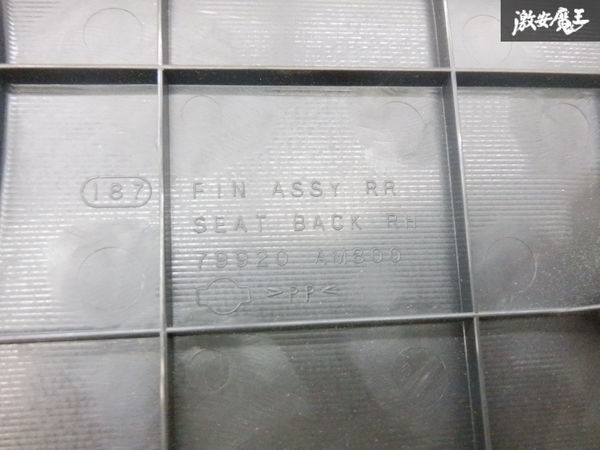 激安魔王
187 FIN ASSY RR
SEAT BACK RH
79920 AM800
>PP<